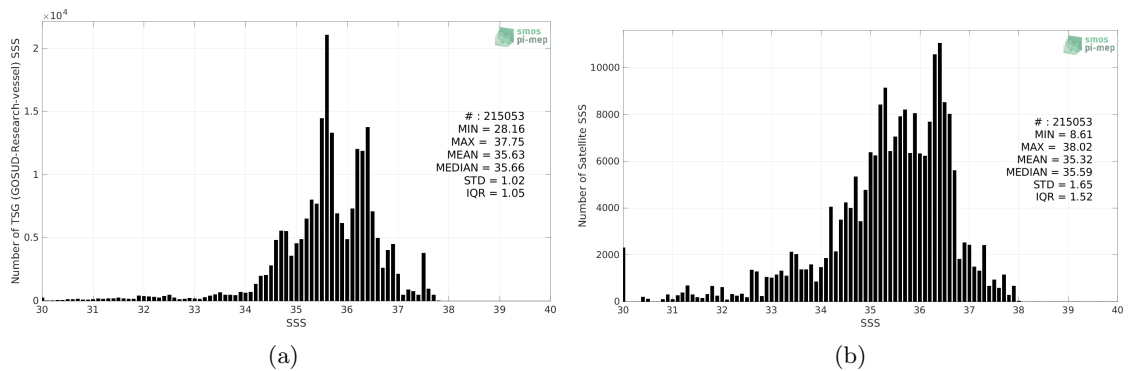 ×10⁴
2
1.5
1
0.5
0
Number of TSG (GOSUD-Research-vessel) SSS
smos
pi-mep
# : 215053
MIN = 28.16
MAX = 37.75
MEAN = 35.63
MEDIAN = 35.66
STD = 1.02
IQR = 1.05
30 31 32 33 34 35 36 37 38 39 40
SSS
(a)
10000
8000
6000
4000
2000
0
Number of Satellite SSS
smos
pi-mep
# : 215053
MIN = 8.61
MAX = 38.02
MEAN = 35.32
MEDIAN = 35.59
STD = 1.65
IQR = 1.52
30 31 32 33 34 35 36 37 38 39 40
SSS
(b)